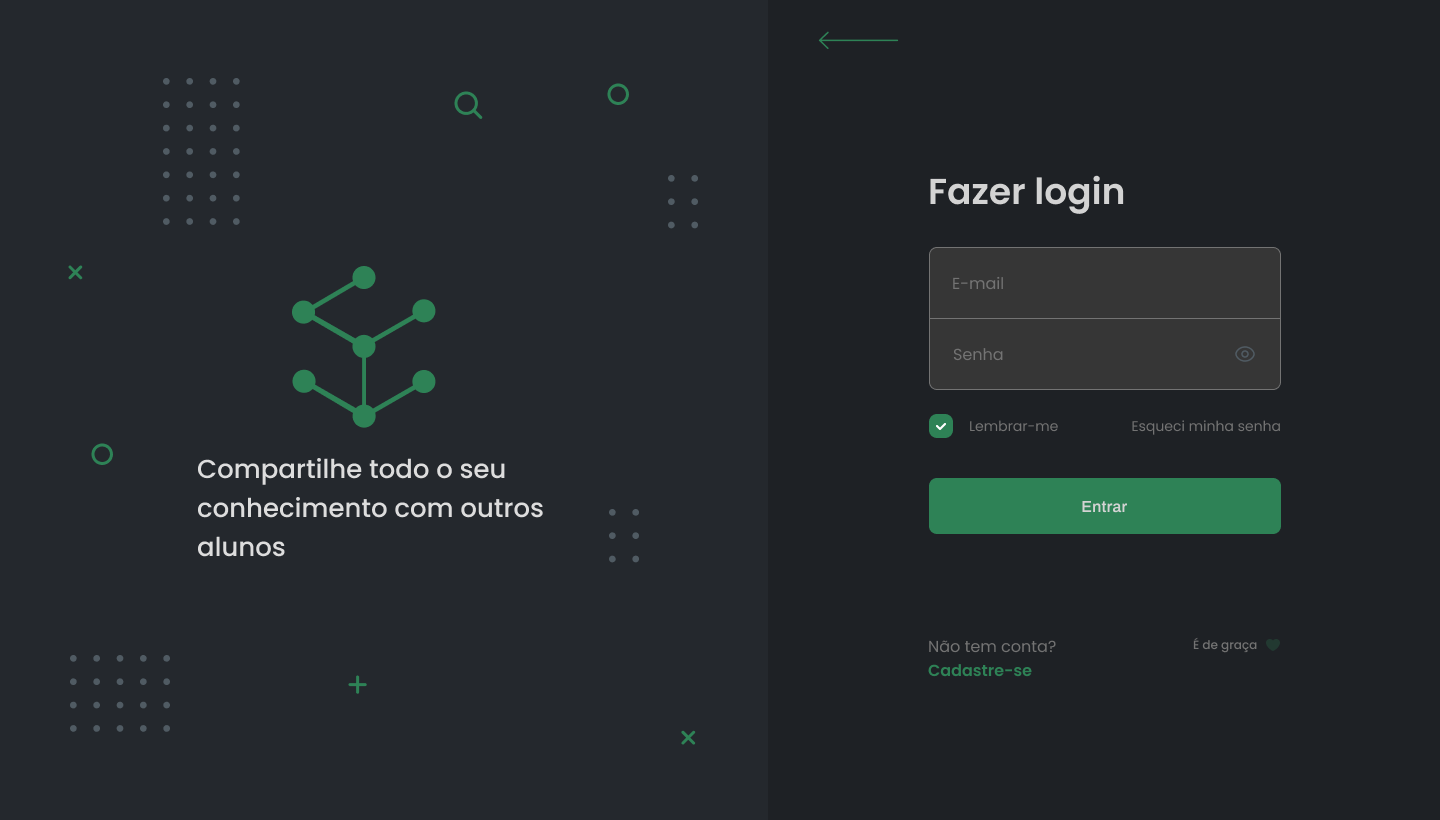 Compartilhe todo o seu
conhecimento com outros
alunos
Fazer login
E-mail
Senha
Lembrar-me
Esqueci minha senha
Entrar
Não tem conta?
Cadastre-se
É de graça